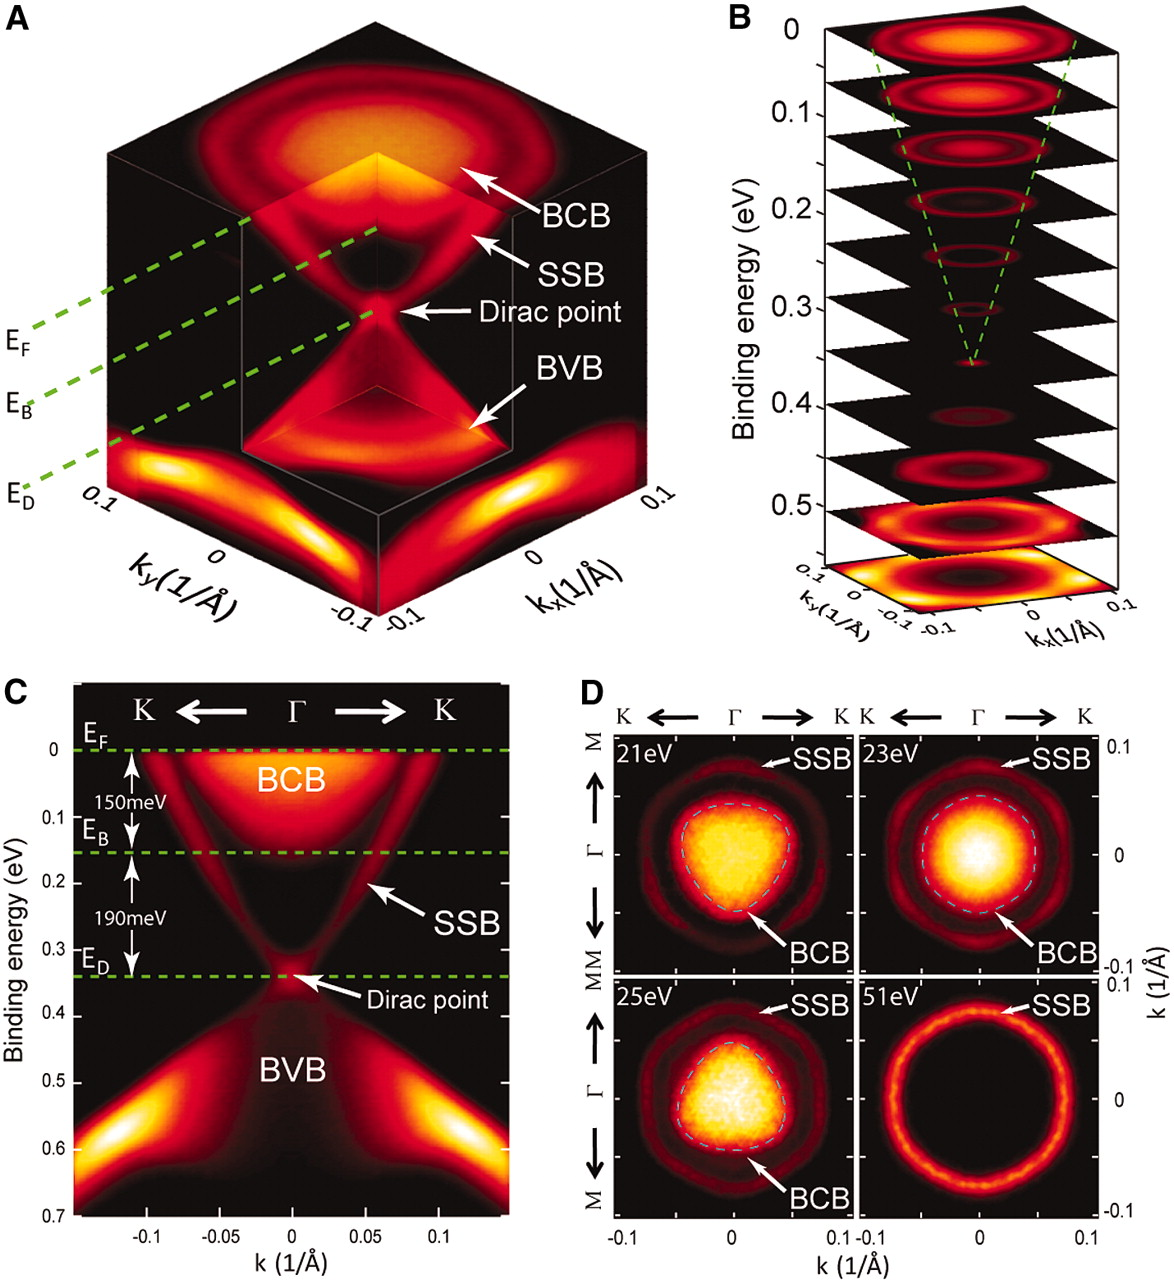 A
BCB
SSB
Dirac point
BVB
E_F
E_B
E_D
0.1
0
-0.1
k_y(1/Å)
-0.1
0
0.1
k_x(1/Å)
B
0
0.1
0.2
0.3
0.4
0.5
Binding energy (eV)
0.1
0
-0.1
k_y(1/Å)
-0.1
0
0.1
k_x(1/Å)
C
K Γ K
E_F
0
BCB
150meV
0.1
E_B
0.2
190meV
SSB
0.3
E_D
Dirac point
0.4
BVB
0.5
0.6
0.7
Binding energy (eV)
-0.1 -0.05 0 0.05 0.1
k (1/Å)
D
K Γ K K Γ K
M Γ M
21eV
SSB
BCB
23eV
SSB
BCB
0.1
0
-0.1
M Γ M
25eV
SSB
BCB
51eV
SSB
0.1
0
-0.1
k (1/Å)
-0.1 0 0.1 -0.1 0 0.1
k (1/Å)